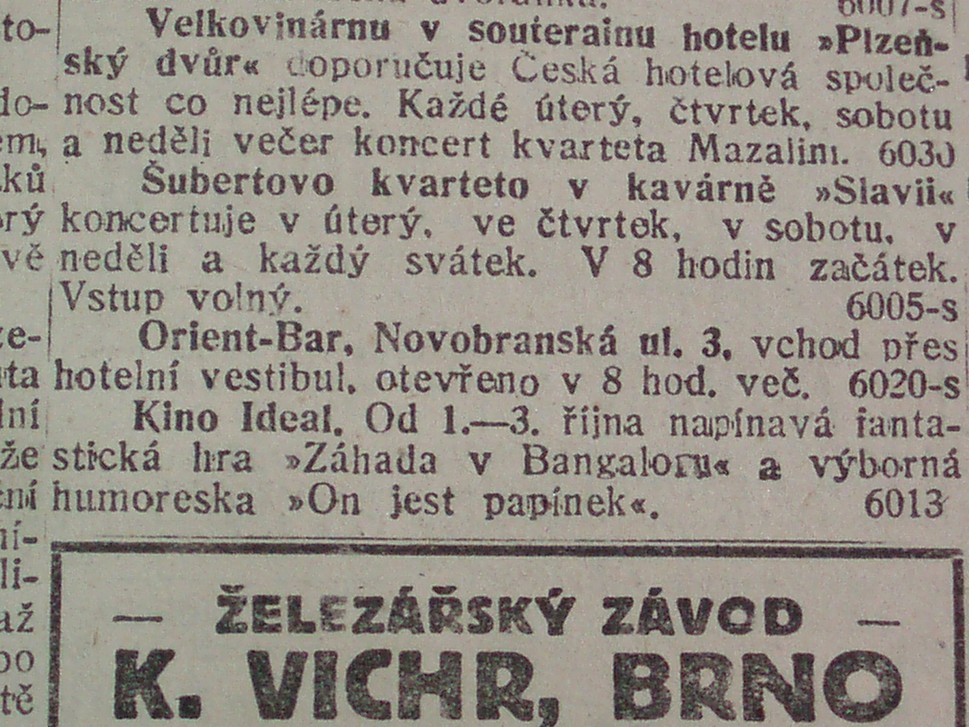 6007-s
Velkovinárnu v souterainu hotelu »Plzeň-
ský dvůr« doporučuje Česká hotelová společ-
nost co nejlépe. Každé úterý, čtvrtek, sobotu
a neděli večer koncert kvarteta Mazalini. 6030
Šubertovo kvarteto v kavárně »Slavii«
koncertuje v úterý, ve čtvrtek, v sobotu, v
neděli a každý svátek. V 8 hodin začátek.
Vstup volný. 6005-s
Orient-Bar, Novobranská ul. 3, vchod přes
hotelní vestibul, otevřeno v 8 hod. več. 6020-s
Kino Ideal. Od 1.—3. října napínavá fanta-
stická hra »Záhada v Bangaloru« a výborná
humoreska »On jest papínek«. 6013
— ŽELEZÁŘSKÝ ZÁVOD —
K. VICHR, BRNO